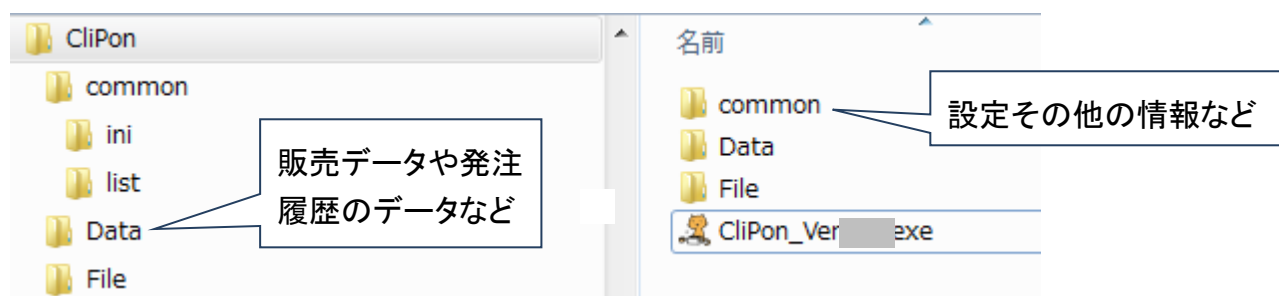 CliPon
common
ini
list
Data
File
販売データや発注
履歴のデータなど
名前
common
Data
File
CliPon_Ver exe
設定その他の情報など